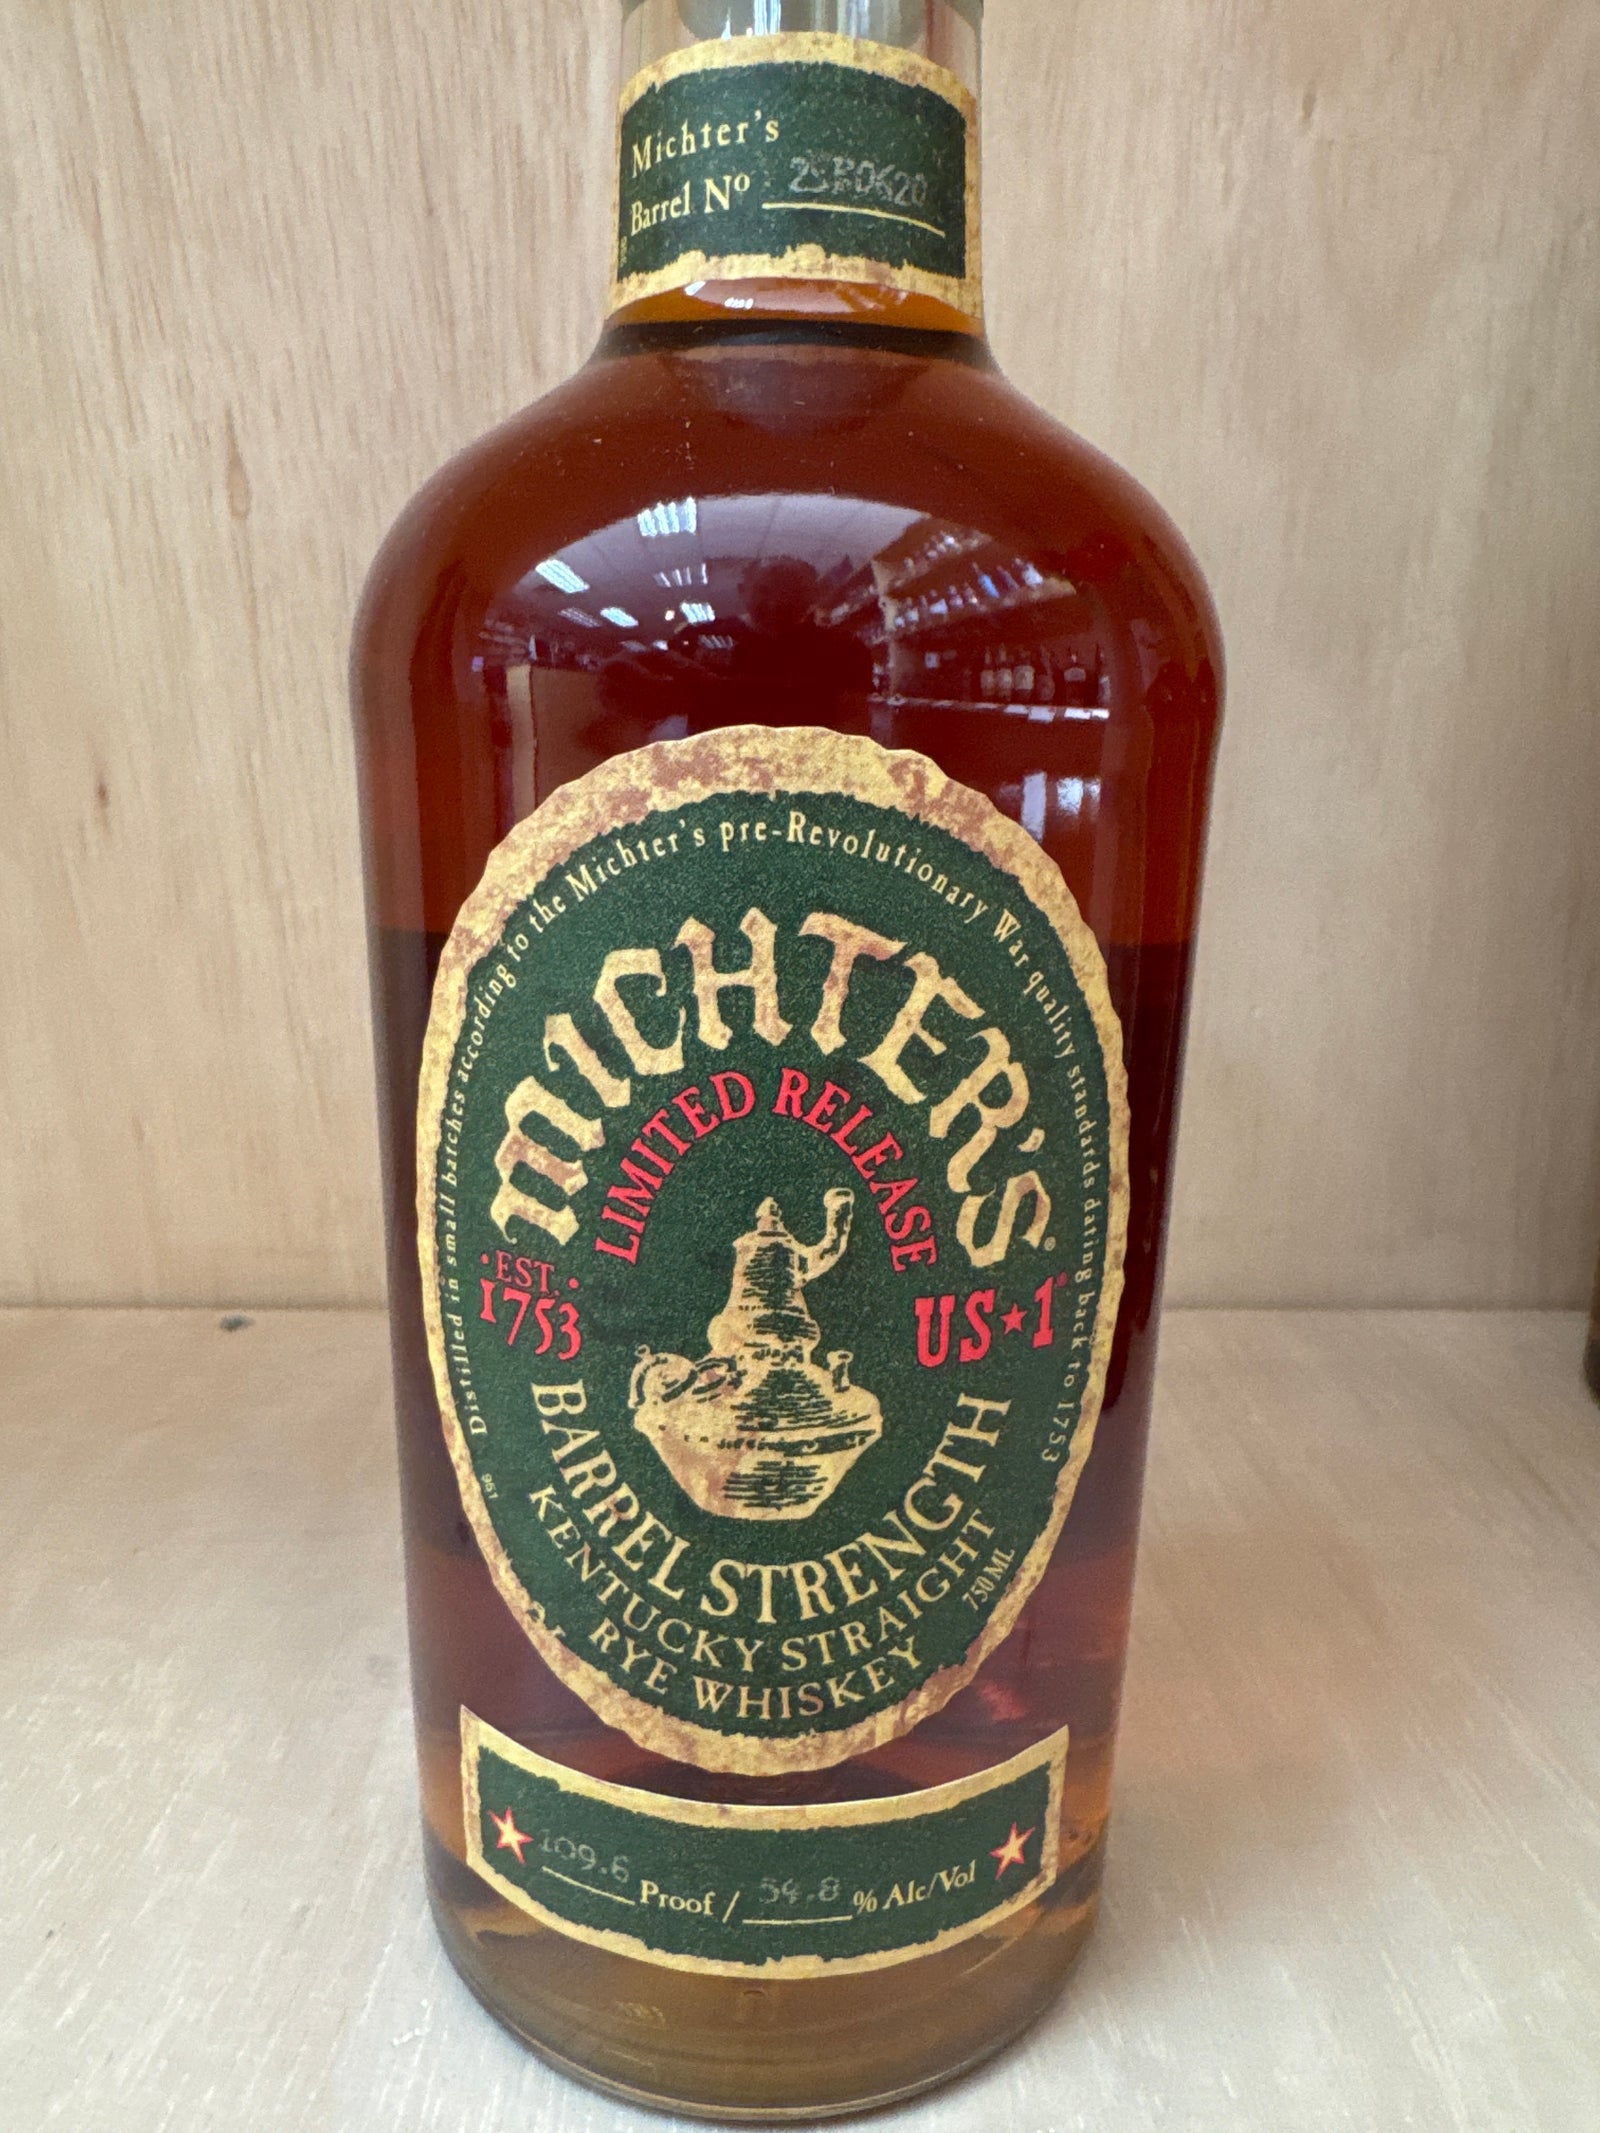 Michter's
Barrel Nº
Distilled in small batches according to the Michter's pre-Revolutionary War quality standards dating back to 1753
MICHTER'S®
LIMITED RELEASE
·EST.·
1753
US★1®
BARREL STRENGTH
KENTUCKY STRAIGHT
RYE WHISKEY
750 ML
961
109.6 Proof / 54.8 % Alc/Vol